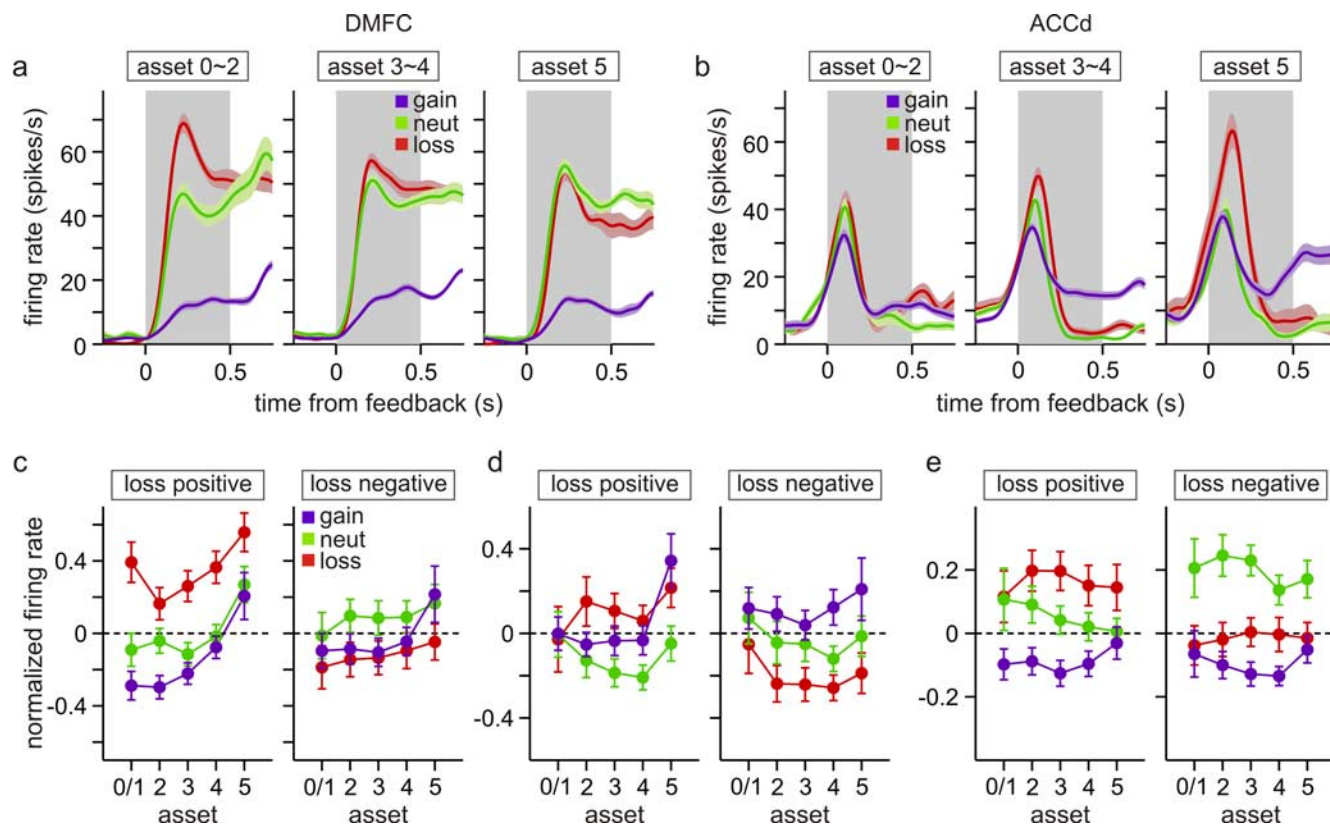 DMFC
ACCd
a
asset 0~2
asset 3~4
asset 5
b
asset 0~2
asset 3~4
asset 5
gain
neut
loss
gain
neut
loss
firing rate (spikes/s)
60
40
20
0
0 0.5
0 0.5
0 0.5
time from feedback (s)
firing rate (spikes/s)
60
40
20
0
0 0.5
0 0.5
0 0.5
time from feedback (s)
c
loss positive
loss negative
gain
neut
loss
normalized firing rate
0.4
0
-0.4
0/1 2 3 4 5
0/1 2 3 4 5
asset
asset
d
loss positive
loss negative
0.4
0
-0.4
0/1 2 3 4 5
0/1 2 3 4 5
asset
asset
e
loss positive
loss negative
0.2
0
-0.2
0/1 2 3 4 5
0/1 2 3 4 5
asset
asset